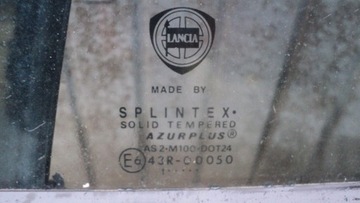 LANCIA
MADE BY
SPLINTEX•
SOLID TEMPERED
AZURPLUS®
AS2-M100-DOT24
E6 43R-00050